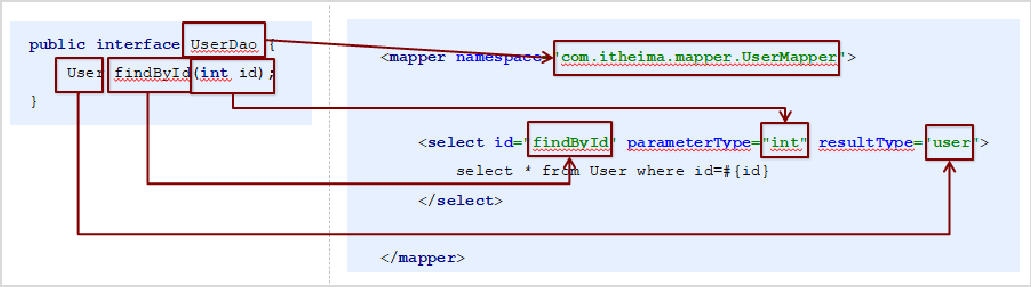 public interface UserDao {
User findById(int id);
}
<mapper namespace="com.itheima.mapper.UserMapper">
<select id="findById" parameterType="int" resultType="user">
select * from User where id=#{id}
</select>
</mapper>